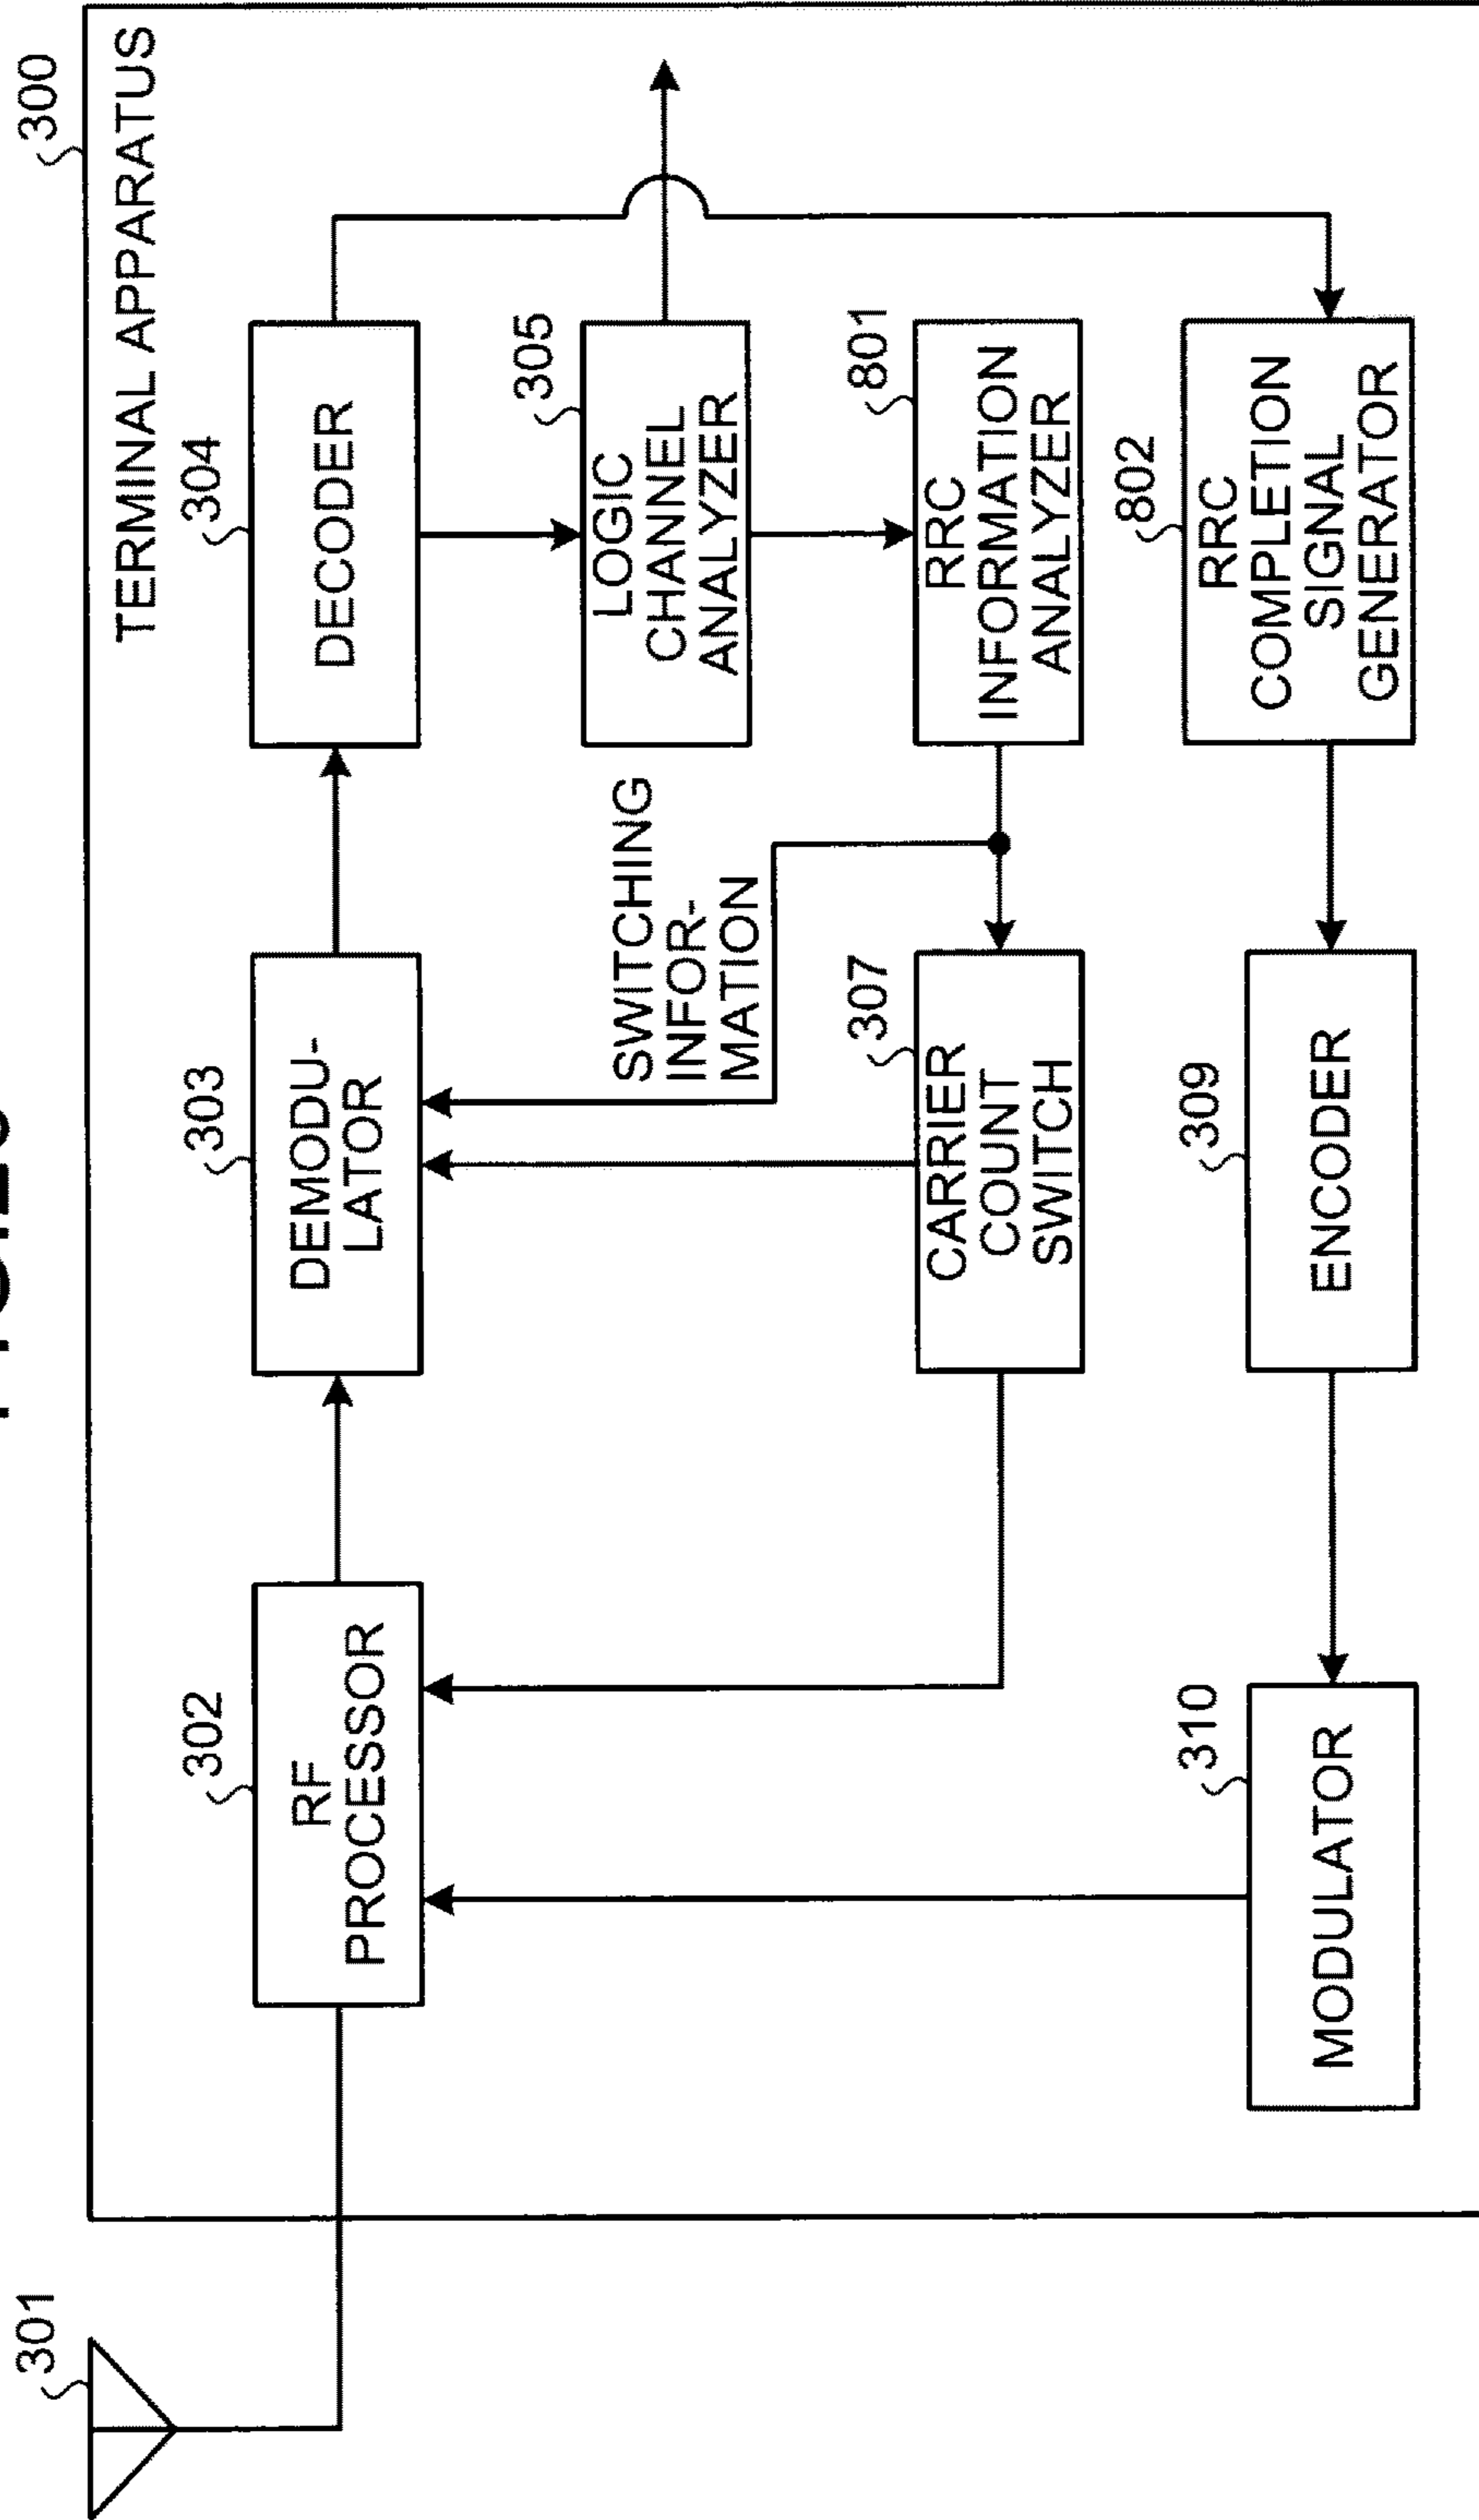 301
300
TERMINAL APPARATUS
302
RF
PROCESSOR
303
DEMODU-
LATOR
304
DECODER
305
LOGIC
CHANNEL
ANALYZER
SWITCHING
INFOR-
MATION
307
CARRIER
COUNT
SWITCH
801
RRC
INFORMATION
ANALYZER
802
RRC
COMPLETION
SIGNAL
GENERATOR
309
ENCODER
310
MODULATOR